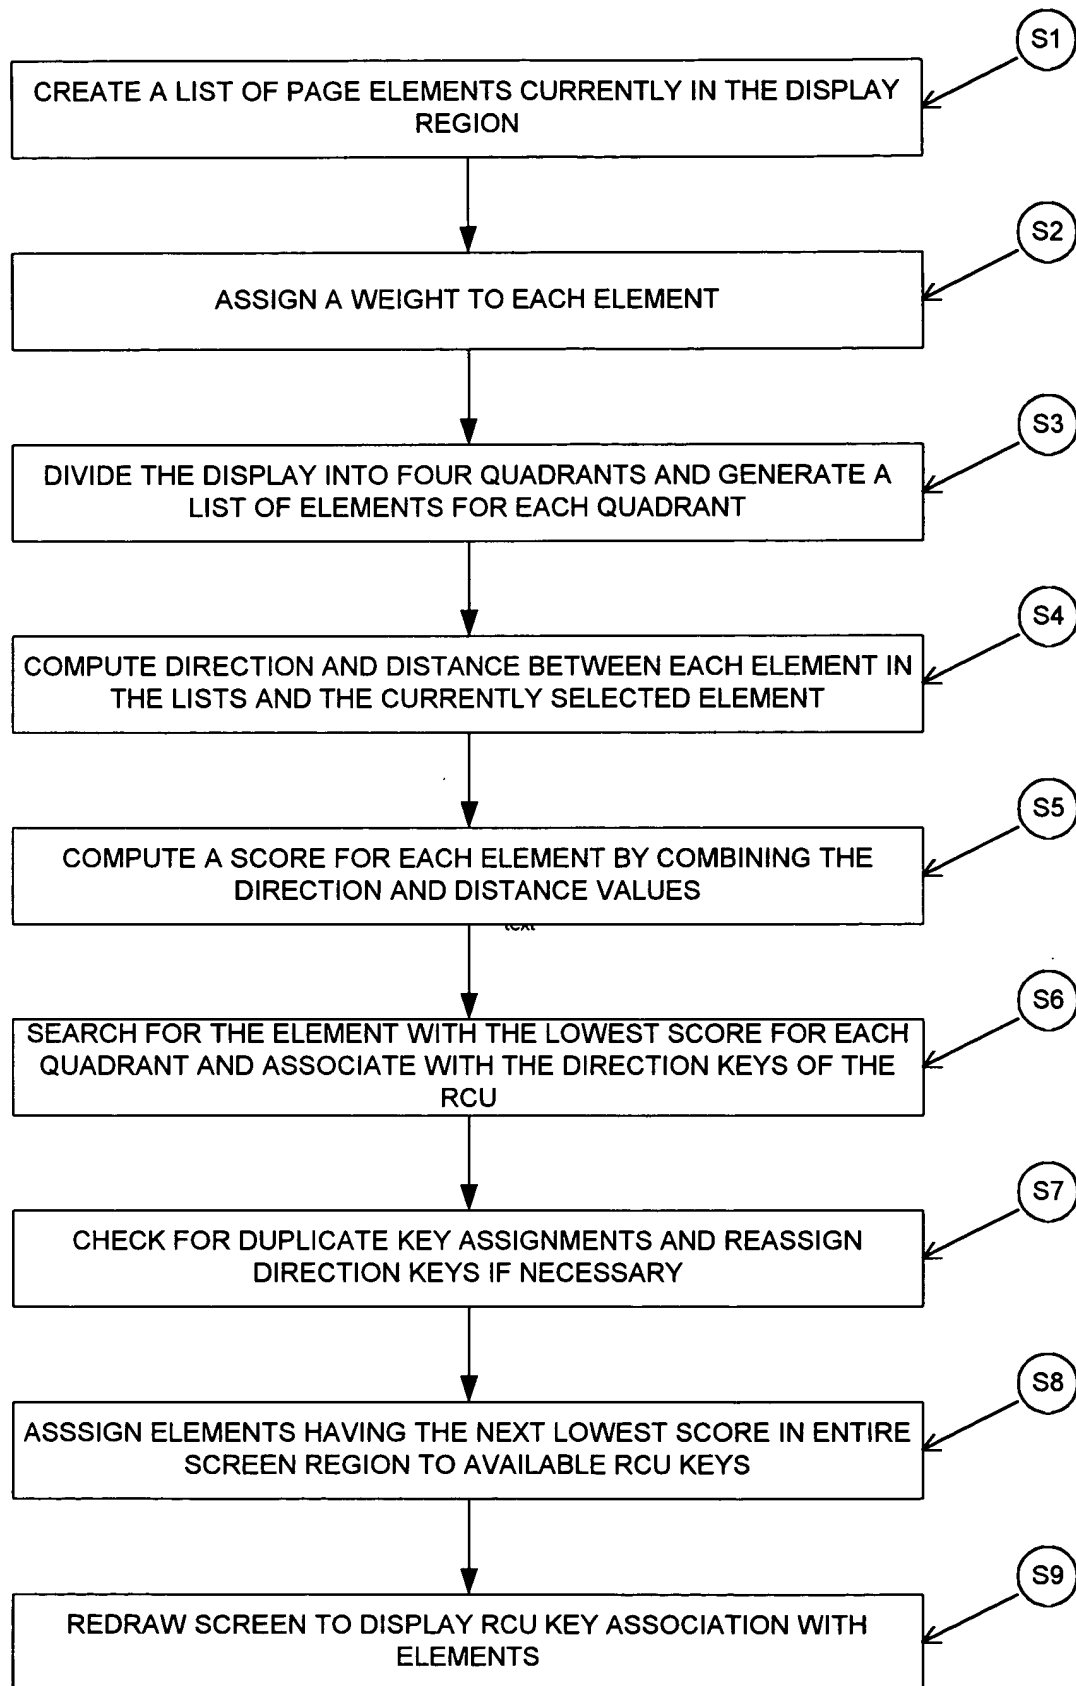 S1
CREATE A LIST OF PAGE ELEMENTS CURRENTLY IN THE DISPLAY
REGION
S2
ASSIGN A WEIGHT TO EACH ELEMENT
S3
DIVIDE THE DISPLAY INTO FOUR QUADRANTS AND GENERATE A
LIST OF ELEMENTS FOR EACH QUADRANT
S4
COMPUTE DIRECTION AND DISTANCE BETWEEN EACH ELEMENT IN
THE LISTS AND THE CURRENTLY SELECTED ELEMENT
S5
COMPUTE A SCORE FOR EACH ELEMENT BY COMBINING THE
DIRECTION AND DISTANCE VALUES
text
S6
SEARCH FOR THE ELEMENT WITH THE LOWEST SCORE FOR EACH
QUADRANT AND ASSOCIATE WITH THE DIRECTION KEYS OF THE
RCU
S7
CHECK FOR DUPLICATE KEY ASSIGNMENTS AND REASSIGN
DIRECTION KEYS IF NECESSARY
S8
ASSSIGN ELEMENTS HAVING THE NEXT LOWEST SCORE IN ENTIRE
SCREEN REGION TO AVAILABLE RCU KEYS
S9
REDRAW SCREEN TO DISPLAY RCU KEY ASSOCIATION WITH
ELEMENTS